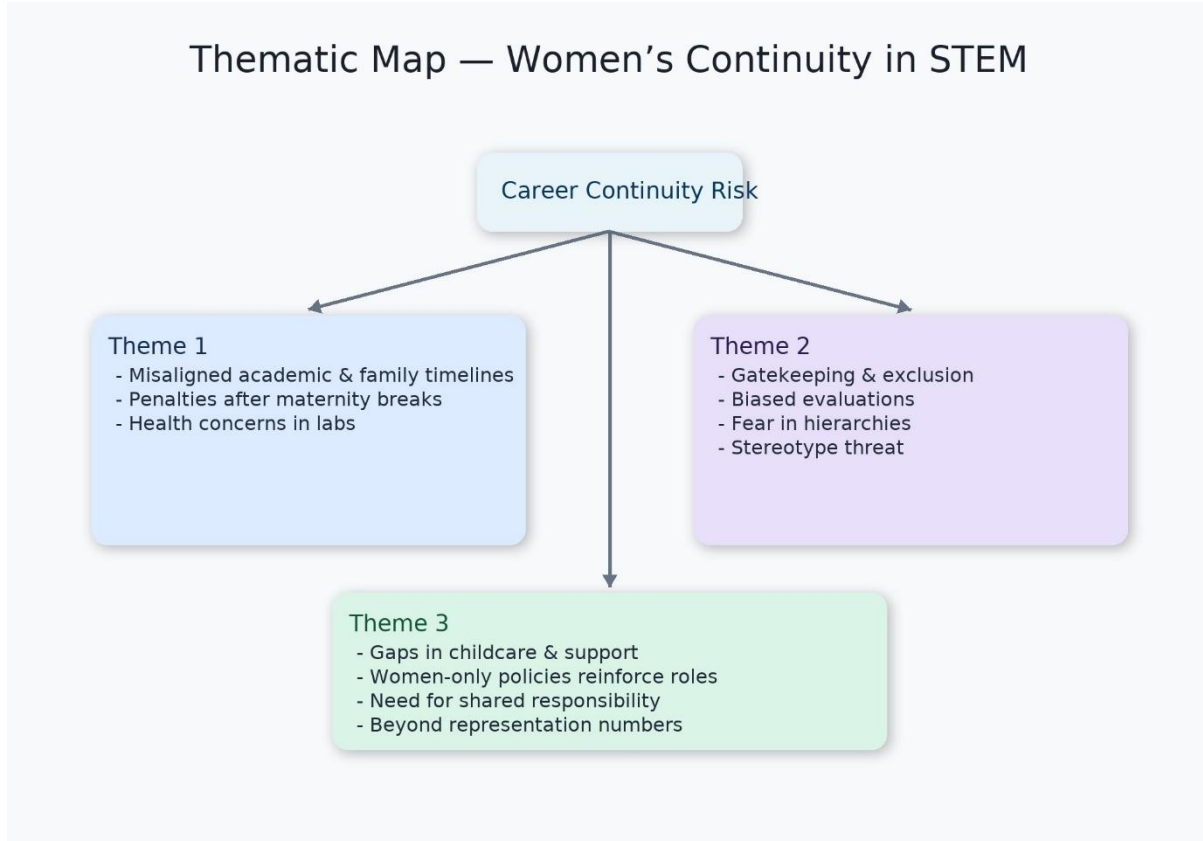 Thematic Map — Women’s Continuity in STEM
Career Continuity Risk
Theme 1
- Misaligned academic & family timelines
- Penalties after maternity breaks
- Health concerns in labs
Theme 2
- Gatekeeping & exclusion
- Biased evaluations
- Fear in hierarchies
- Stereotype threat
Theme 3
- Gaps in childcare & support
- Women-only policies reinforce roles
- Need for shared responsibility
- Beyond representation numbers